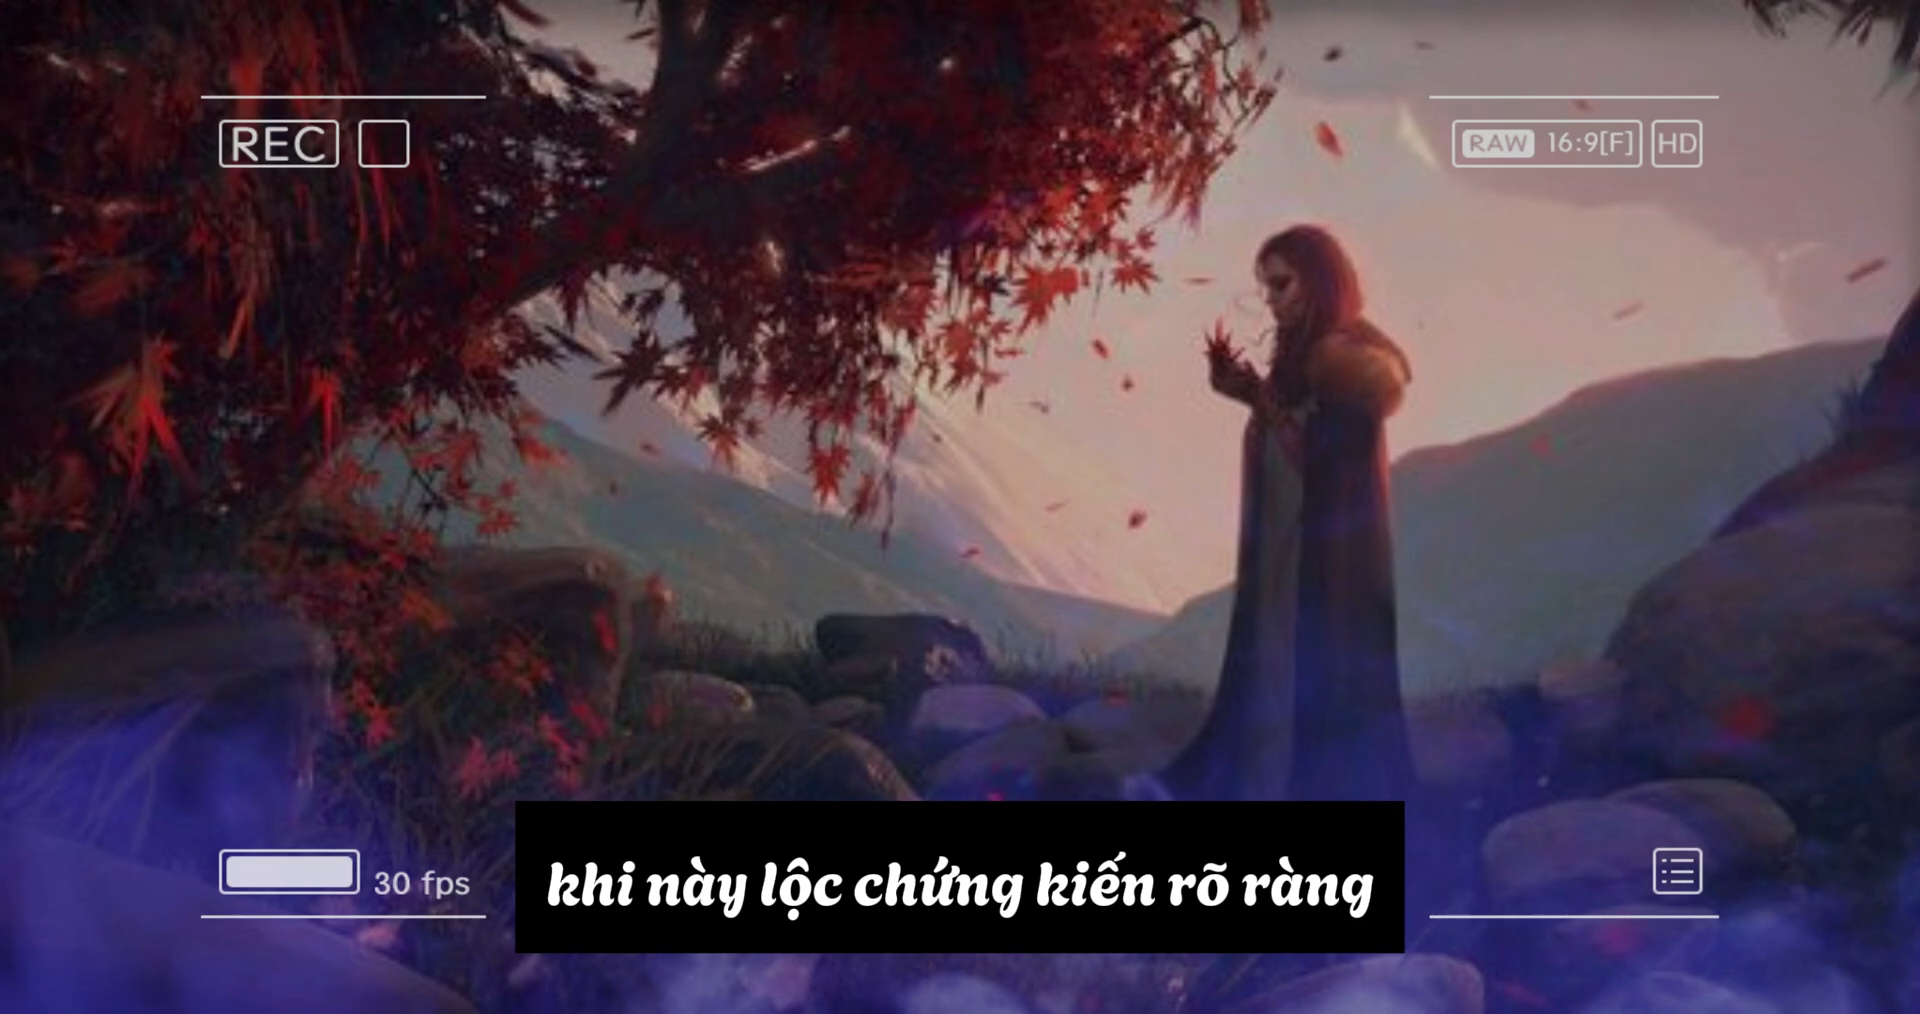 REC
RAW 16:9[F] HD
30 fps
khi này lộc chứng kiến rõ ràng